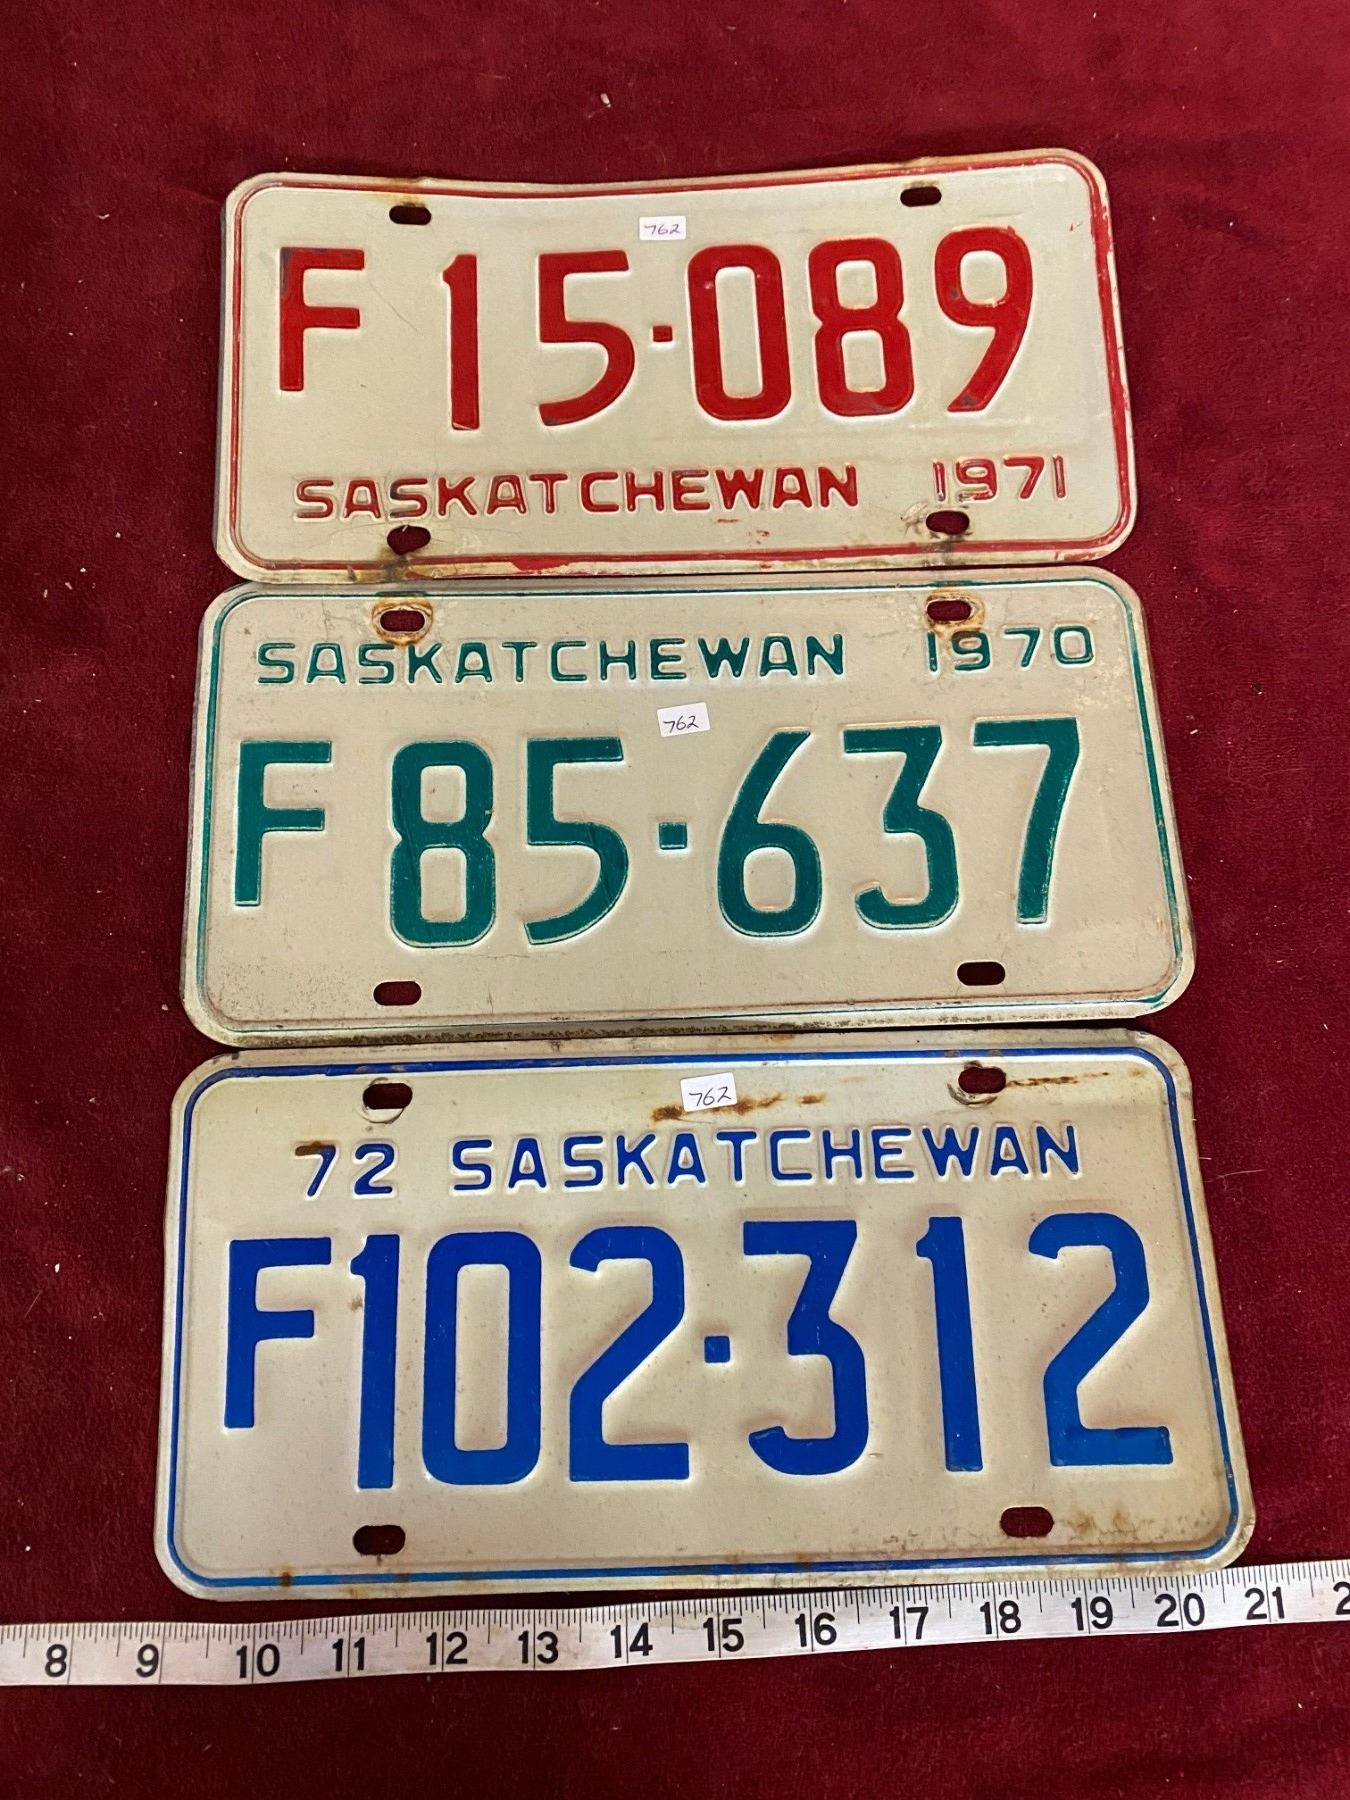 762
F 15·089
SASKATCHEWAN 1971
SASKATCHEWAN 1970
762
F 85·637
762
72 SASKATCHEWAN
F102·312
8 9 10 11 12 13 14 15 16 17 18 19 20 21 2